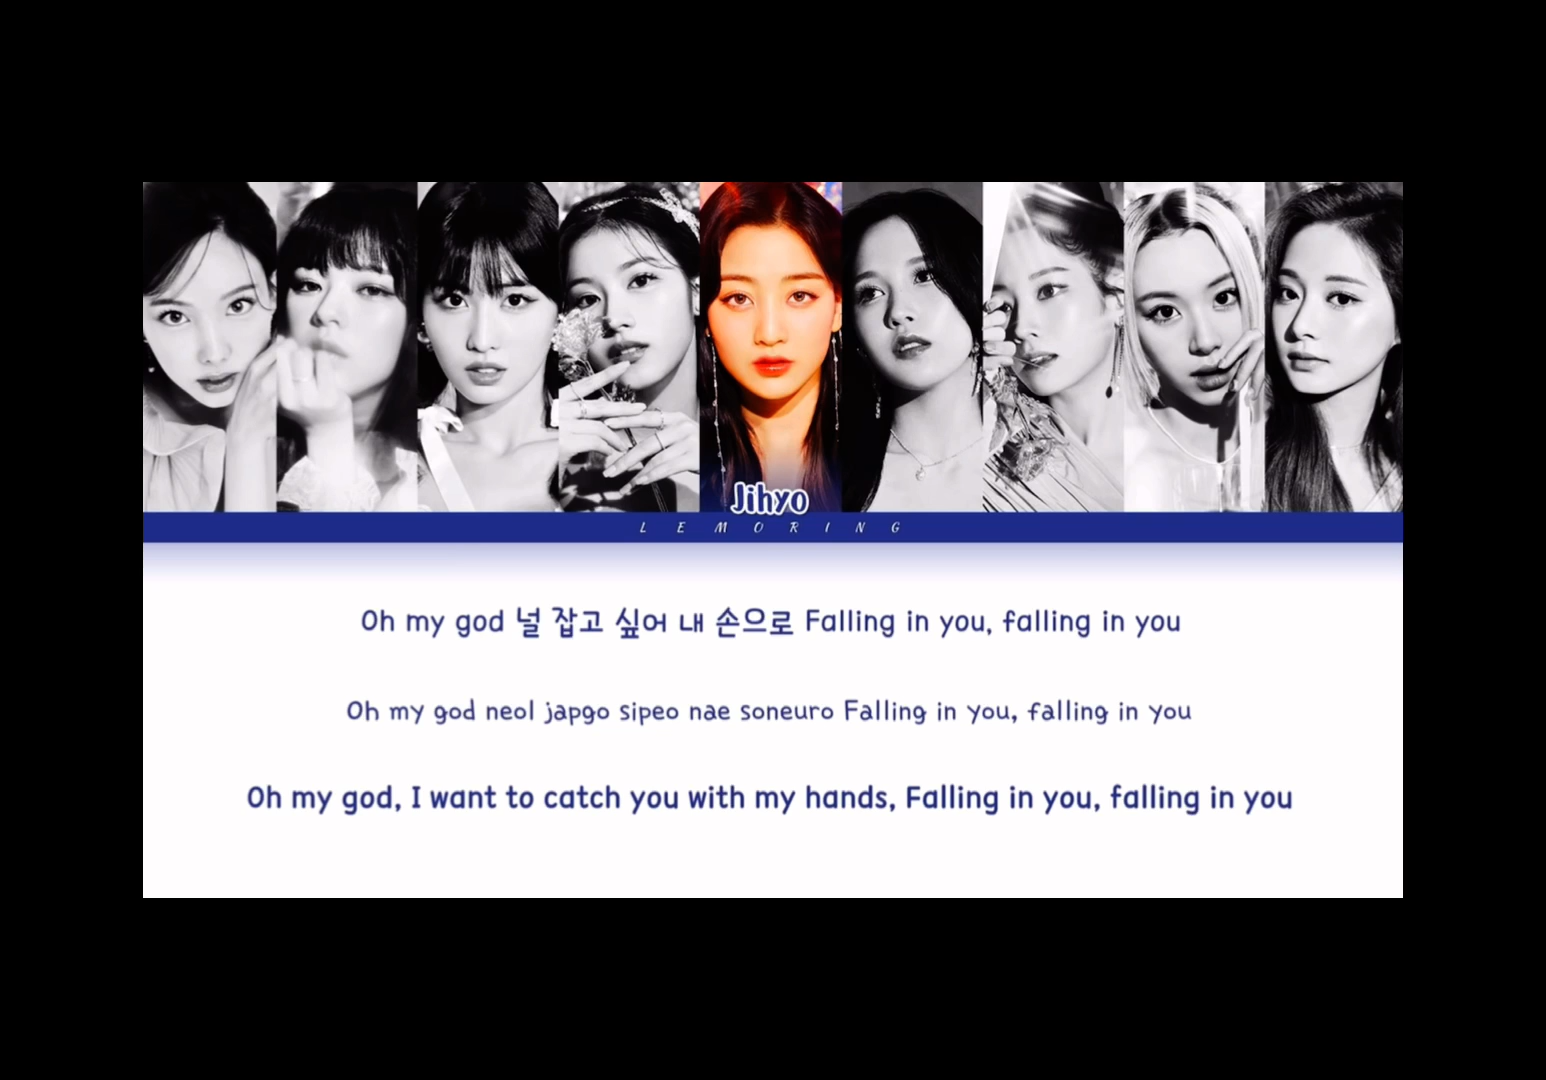 Jihyo
LEMORING
Oh my god 널 잡고 싶어 내 손으로 Falling in you, falling in you
Oh my god neol japgo sipeo nae soneuro Falling in you, falling in you
Oh my god, I want to catch you with my hands, Falling in you, falling in you